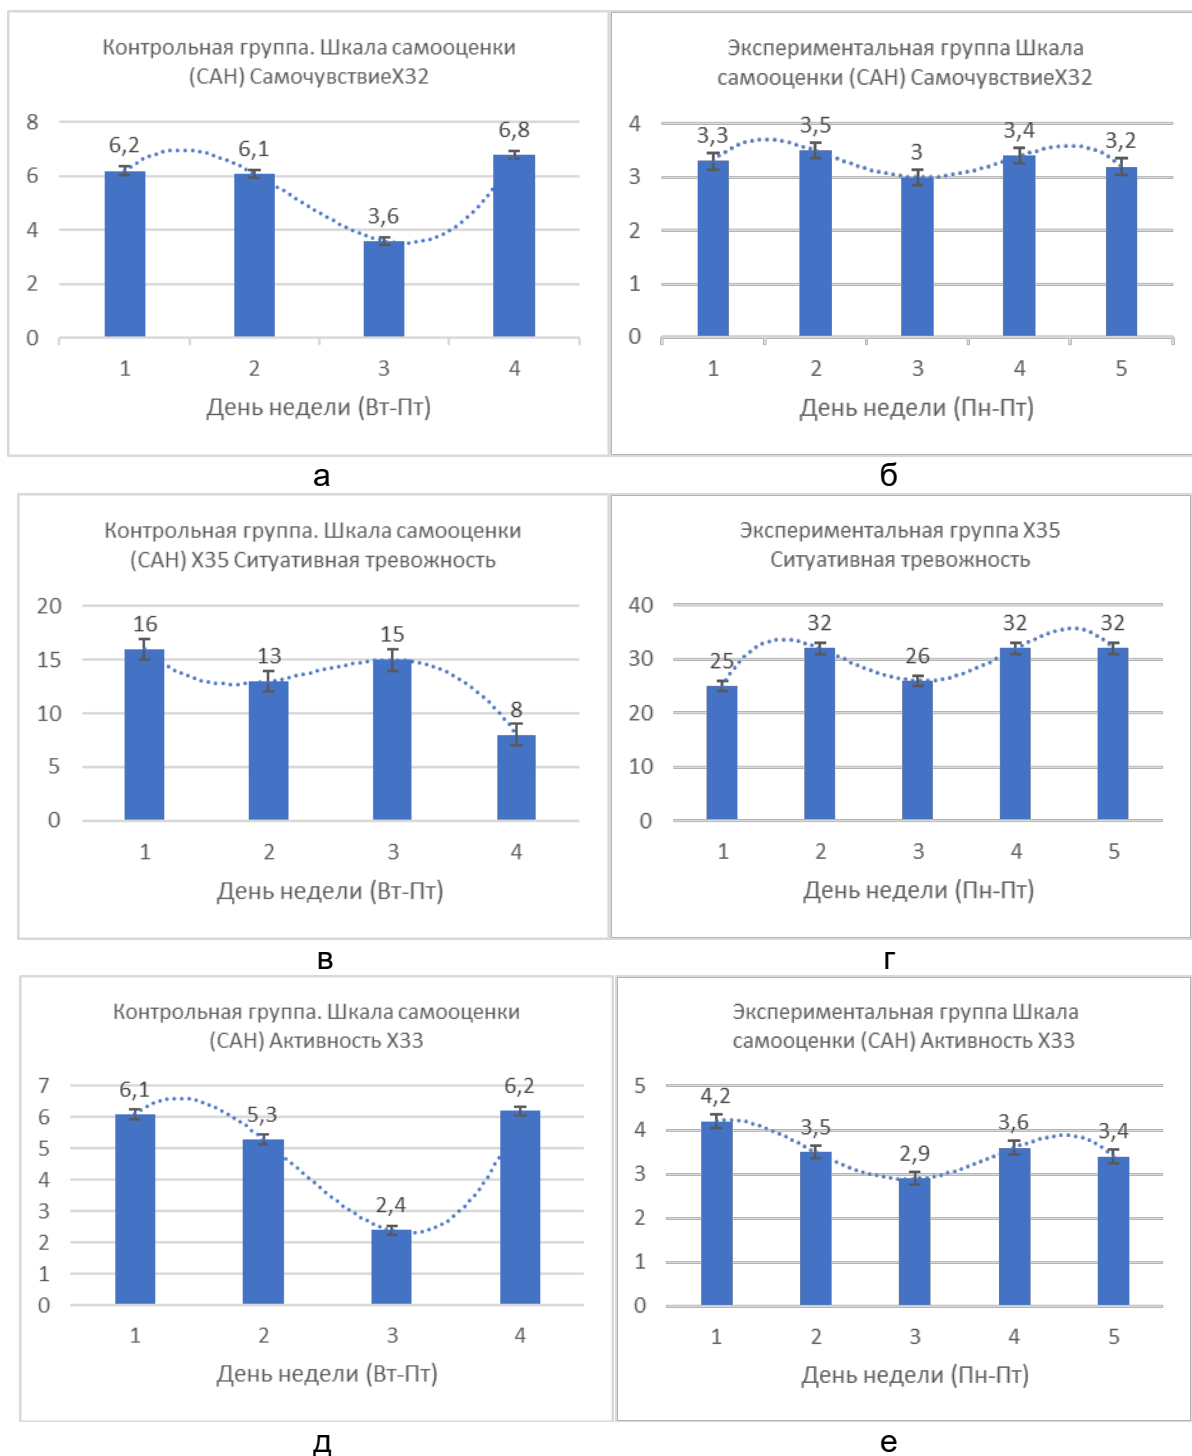 Контрольная группа. Шкала самооценки
(САН) СамочувствиеX32
8
6
4
2
0
6,2
6,1
3,6
6,8
1 2 3 4
День недели (Вт-Пт)
а
Экспериментальная группа Шкала
самооценки (САН) СамочувствиеX32
4
3
2
1
0
3,3
3,5
3
3,4
3,2
1 2 3 4 5
День недели (Пн-Пт)
б
Контрольная группа. Шкала самооценки
(САН) X35 Ситуативная тревожность
20
15
10
5
0
16
13
15
8
1 2 3 4
День недели (Вт-Пт)
в
Экспериментальная группа X35
Ситуативная тревожность
40
30
20
10
0
25
32
26
32
32
1 2 3 4 5
День недели (Пн-Пт)
г
Контрольная группа. Шкала самооценки
(САН) Активность X33
7
6
5
4
3
2
1
0
6,1
5,3
2,4
6,2
1 2 3 4
День недели (Вт-Пт)
д
Экспериментальная группа Шкала
самооценки (САН) Активность X33
5
4
3
2
1
0
4,2
3,5
2,9
3,6
3,4
1 2 3 4 5
День недели (Пн-Пт)
е